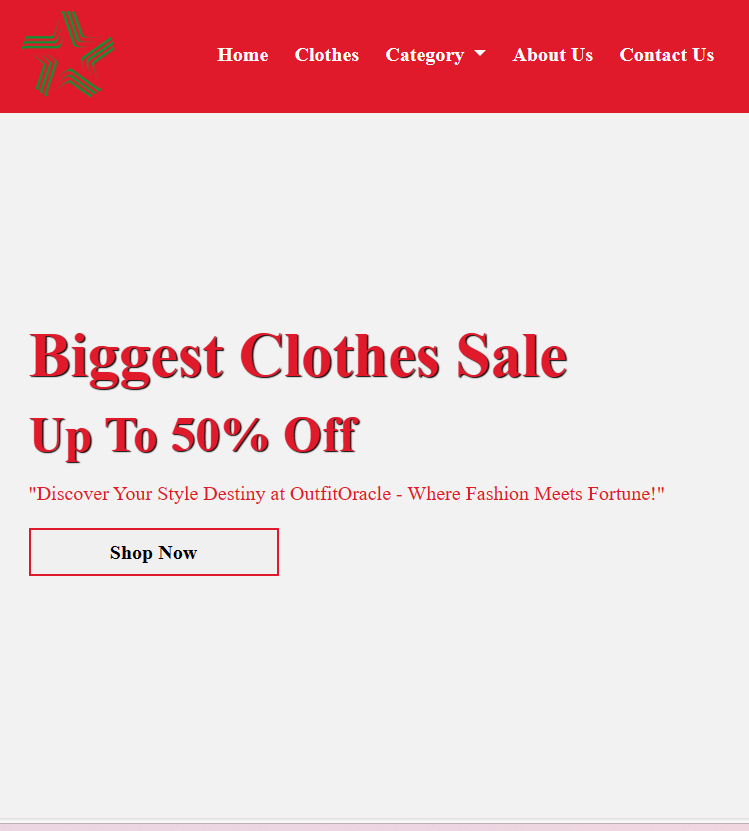 Home Clothes Category About Us Contact Us
Biggest Clothes Sale
Up To 50% Off
"Discover Your Style Destiny at OutfitOracle - Where Fashion Meets Fortune!"
Shop Now